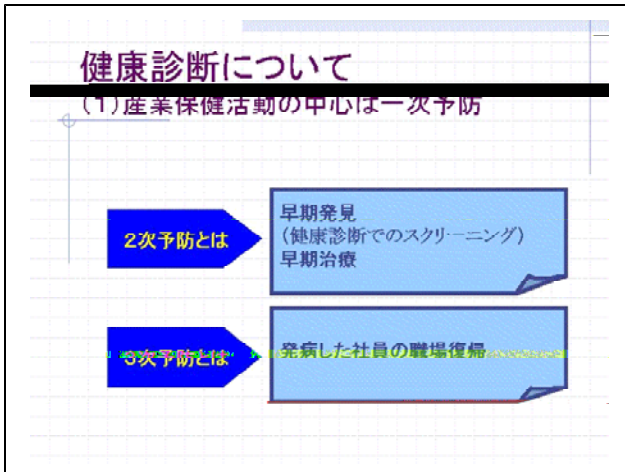 健康診断について
(1)産業保健活動の中心は一次予防
2次予防とは
早期発見
(健康診断でのスクリーニング)
早期治療
3次予防とは
発病した社員の職場復帰